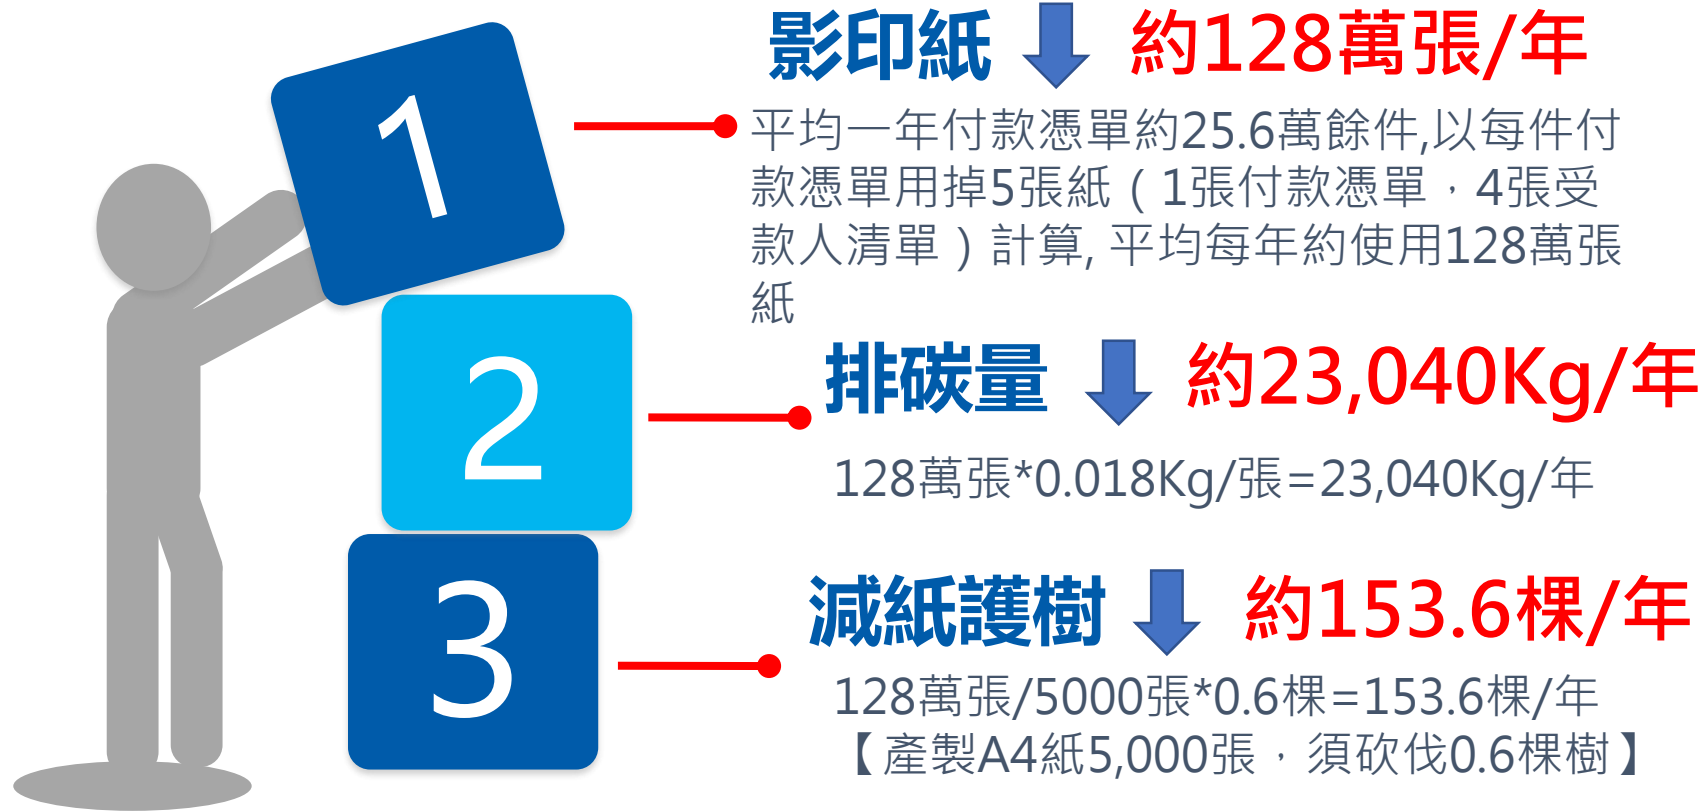 1
影印紙 約128萬張/年
平均一年付款憑單約25.6萬餘件,以每件付
款憑單用掉5張紙（1張付款憑單，4張受
款人清單）計算, 平均每年約使用128萬張
紙
2
排碳量 約23,040Kg/年
128萬張*0.018Kg/張=23,040Kg/年
3
減紙護樹 約153.6棵/年
128萬張/5000張*0.6棵=153.6棵/年
【產製A4紙5,000張，須砍伐0.6棵樹】